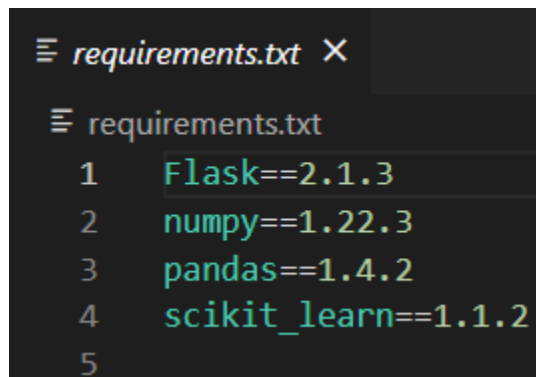 requirements.txt ✕
requirements.txt
1 Flask==2.1.3
2 numpy==1.22.3
3 pandas==1.4.2
4 scikit_learn==1.1.2
5